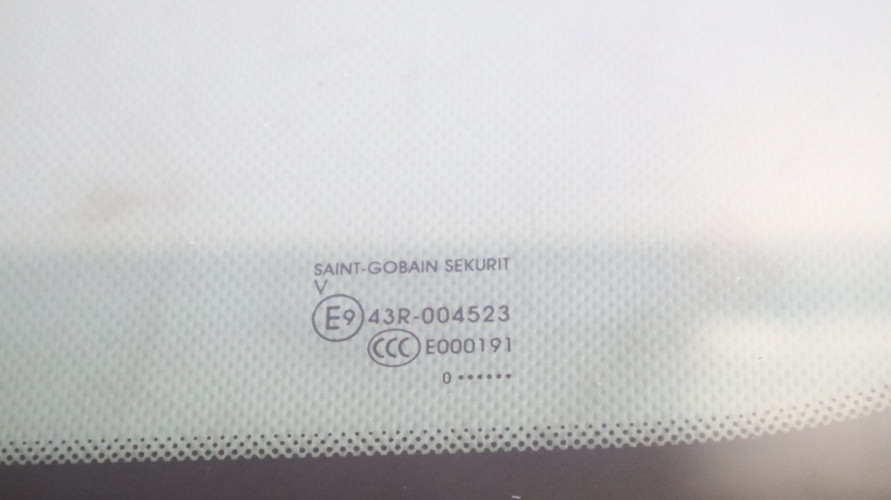 SAINT-GOBAIN SEKURIT
V
E9 43R-004523
CCC E000191
0 ••••••